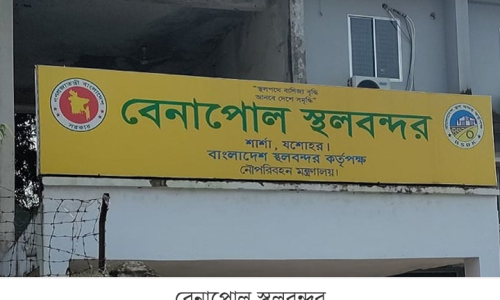 "স্থলপথে বাণিজ্য বৃদ্ধি
আনবে দেশে সমৃদ্ধি"
বেনাপোল স্থলবন্দর
শার্শা, যশোহর।
বাংলাদেশ স্থলবন্দর কর্তৃপক্ষ
নৌপরিবহন মন্ত্রণালয়।
বেনাপোল স্থলবন্দর